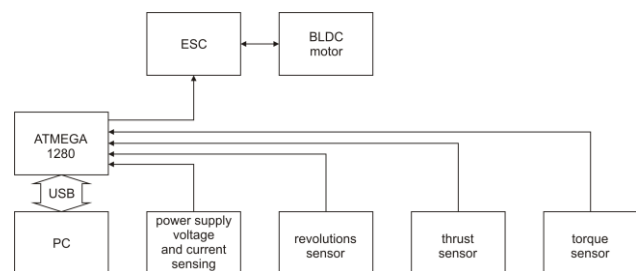 ESC
BLDC
motor
ATMEGA
1280
USB
PC
power supply
voltage
and current
sensing
revolutions
sensor
thrust
sensor
torque
sensor